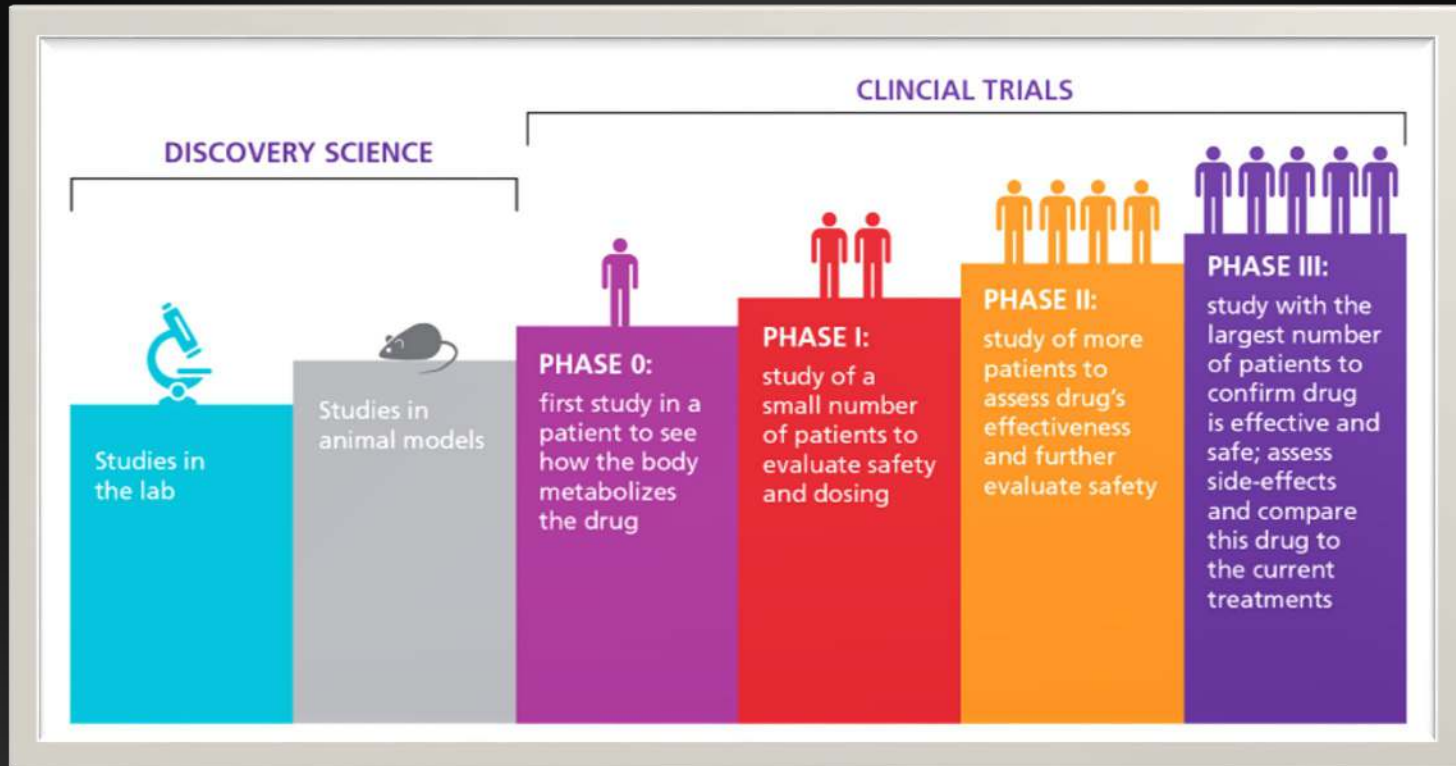 CLINCIAL TRIALS
DISCOVERY SCIENCE
Studies in
the lab
Studies in
animal models
PHASE 0:
first study in a
patient to see
how the body
metabolizes
the drug
PHASE I:
study of a
small number
of patients to
evaluate safety
and dosing
PHASE II:
study of more
patients to
assess drug's
effectiveness
and further
evaluate safety
PHASE III:
study with the
largest number
of patients to
confirm drug
is effective and
safe; assess
side-effects
and compare
this drug to
the current
treatments